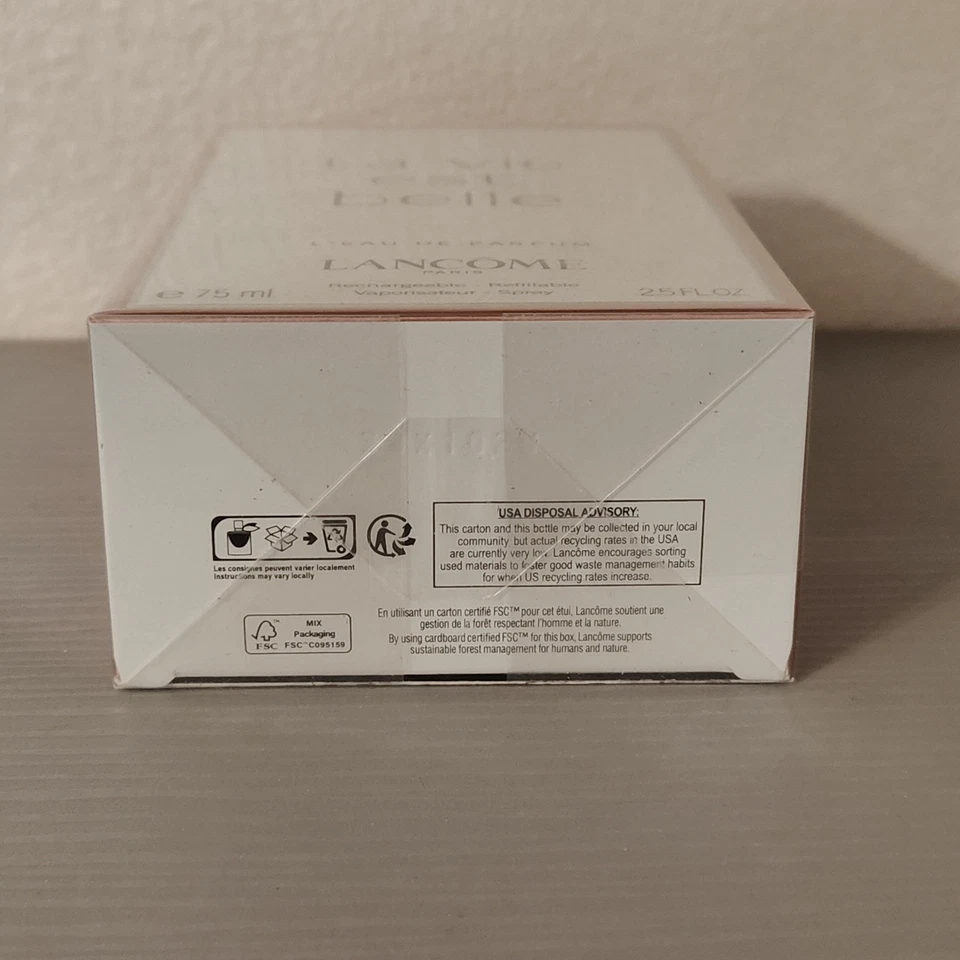 La vie
est
belle
L'EAU DE PARFUM
LANCÔME
PARIS
Rechargeable - Refillable
Vaporisateur / Spray
e 75 ml
2.5 FL.OZ
Les consignes peuvent varier localement
Instructions may vary locally
USA DISPOSAL ADVISORY:
This carton and this bottle may be collected in your local
community but actual recycling rates in the USA
are currently very low. Lancôme encourages sorting
used materials to foster good waste management habits
for when US recycling rates increase.
FSC™
MIX
Packaging
FSC™C095159
En utilisant un carton certifié FSC™ pour cet étui, Lancôme soutient une
gestion de la forêt respectant l'homme et la nature.
By using cardboard certified FSC™ for this box, Lancôme supports
sustainable forest management for humans and nature.